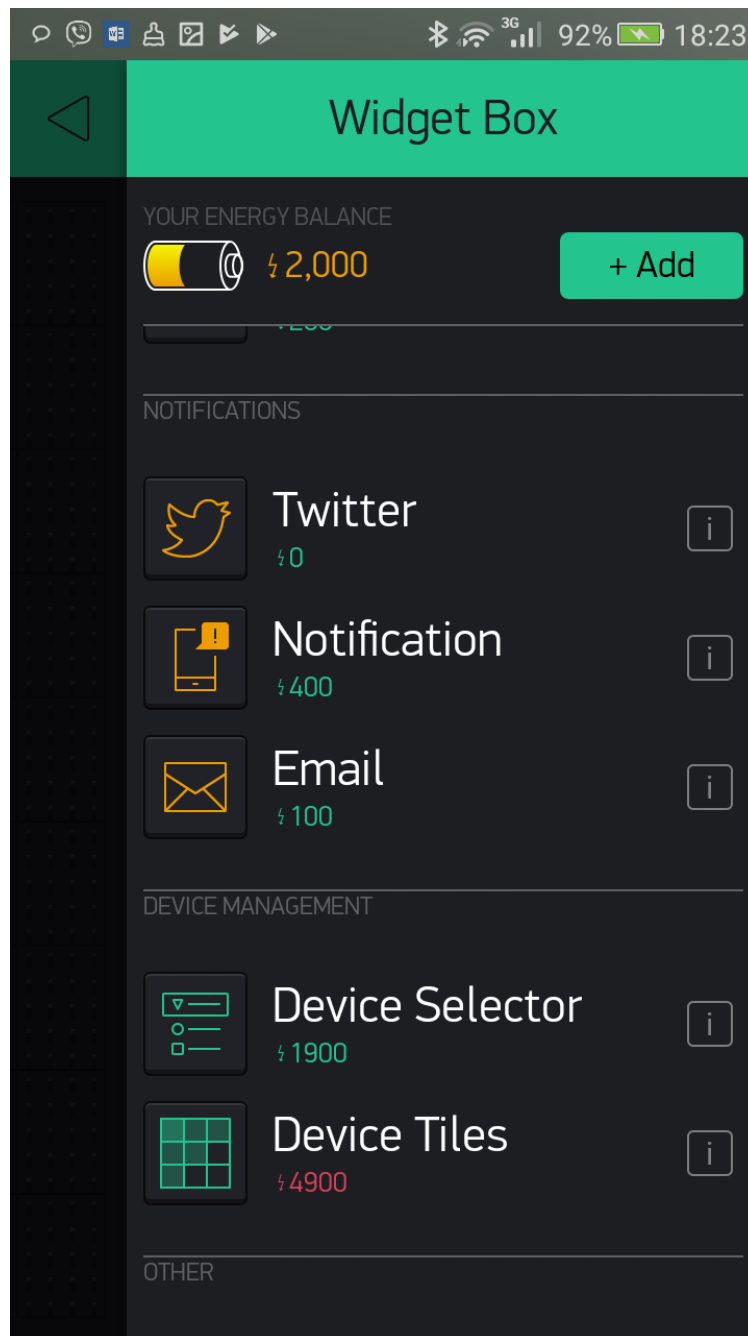 3G
92% 18:23
Widget Box
YOUR ENERGY BALANCE
2,000
+ Add
NOTIFICATIONS
Twitter
0
Notification
400
Email
100
DEVICE MANAGEMENT
Device Selector
1900
Device Tiles
4900
OTHER